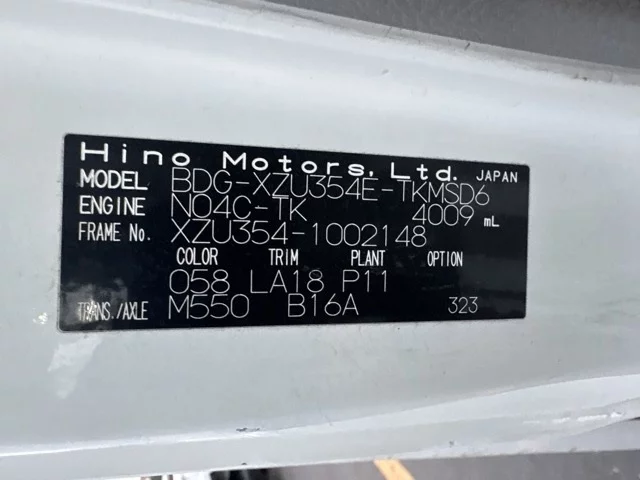 Hino Motors, Ltd. JAPAN
MODEL BDG-XZU354E-TKMSD6
ENGINE N04C-TK 4009 mL
FRAME No. XZU354-1002148
COLOR TRIM PLANT OPTION
058 LA18 P11
TRANS./AXLE M550 B16A 323